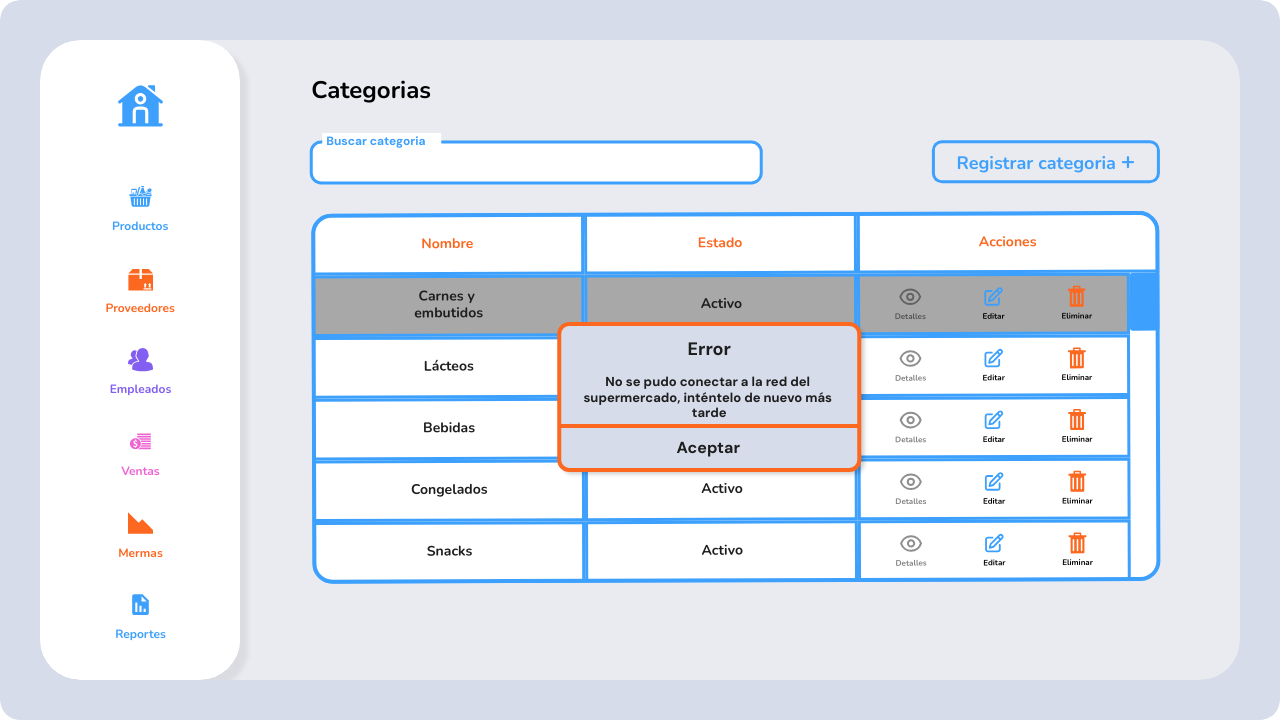 Categorias
Buscar categoria
Registrar categoria +
Productos
Proveedores
Empleados
Ventas
Mermas
Reportes
Nombre
Estado
Acciones
Carnes y
embutidos
Activo
Detalles
Editar
Eliminar
Lácteos
Detalles
Editar
Eliminar
Bebidas
Detalles
Editar
Eliminar
Congelados
Activo
Detalles
Editar
Eliminar
Snacks
Activo
Detalles
Editar
Eliminar
Error
No se pudo conectar a la red del
supermercado, inténtelo de nuevo más
tarde
Aceptar